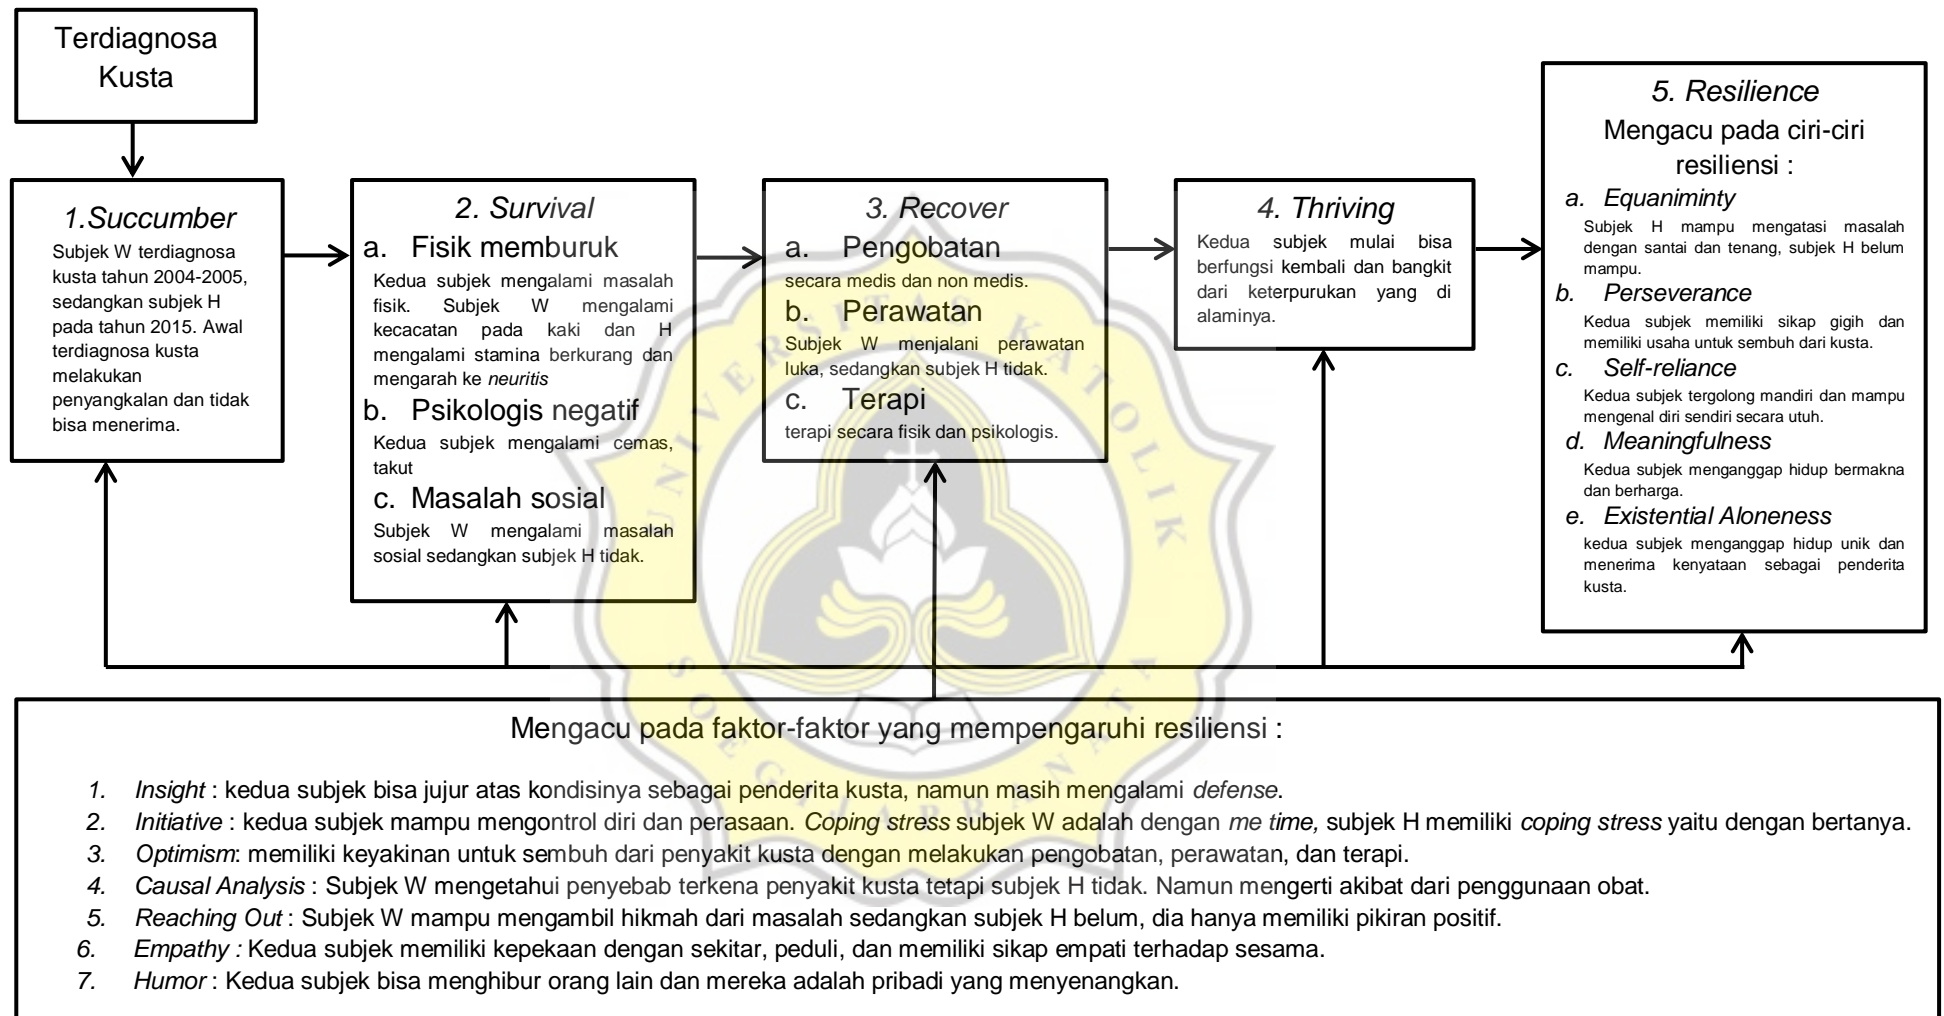 Terdiagnosa
Kusta
1.Succumber
Subjek W terdiagnosa
kusta tahun 2004-2005,
sedangkan subjek H
pada tahun 2015. Awal
terdiagnosa kusta
melakukan
penyangkalan dan tidak
bisa menerima.
2. Survival
a. Fisik memburuk
Kedua subjek mengalami masalah
fisik. Subjek W mengalami
kecacatan pada kaki dan H
mengalami stamina berkurang dan
mengarah ke neuritis
b. Psikologis negatif
Kedua subjek mengalami cemas,
takut
c. Masalah sosial
Subjek W mengalami masalah
sosial sedangkan subjek H tidak.
3. Recover
a. Pengobatan
secara medis dan non medis.
b. Perawatan
Subjek W menjalani perawatan
luka, sedangkan subjek H tidak.
c. Terapi
terapi secara fisik dan psikologis.
4. Thriving
Kedua subjek mulai bisa
berfungsi kembali dan bangkit
dari keterpurukan yang di
alaminya.
5. Resilience
Mengacu pada ciri-ciri
resiliensi :
a. Equaniminty
Subjek H mampu mengatasi masalah
dengan santai dan tenang, subjek H belum
mampu.
b. Perseverance
Kedua subjek memiliki sikap gigih dan
memiliki usaha untuk sembuh dari kusta.
c. Self-reliance
Kedua subjek tergolong mandiri dan mampu
mengenal diri sendiri secara utuh.
d. Meaningfulness
Kedua subjek menganggap hidup bermakna
dan berharga.
e. Existential Aloneness
kedua subjek menganggap hidup unik dan
menerima kenyataan sebagai penderita
kusta.
Mengacu pada faktor-faktor yang mempengaruhi resiliensi :
1. Insight : kedua subjek bisa jujur atas kondisinya sebagai penderita kusta, namun masih mengalami defense.
2. Initiative : kedua subjek mampu mengontrol diri dan perasaan. Coping stress subjek W adalah dengan me time, subjek H memiliki coping stress yaitu dengan bertanya.
3. Optimism: memiliki keyakinan untuk sembuh dari penyakit kusta dengan melakukan pengobatan, perawatan, dan terapi.
4. Causal Analysis : Subjek W mengetahui penyebab terkena penyakit kusta tetapi subjek H tidak. Namun mengerti akibat dari penggunaan obat.
5. Reaching Out : Subjek W mampu mengambil hikmah dari masalah sedangkan subjek H belum, dia hanya memiliki pikiran positif.
6. Empathy : Kedua subjek memiliki kepekaan dengan sekitar, peduli, dan memiliki sikap empati terhadap sesama.
7. Humor : Kedua subjek bisa menghibur orang lain dan mereka adalah pribadi yang menyenangkan.
UNIVERSITAS KATOLIK
SOEGIJAPRANATA